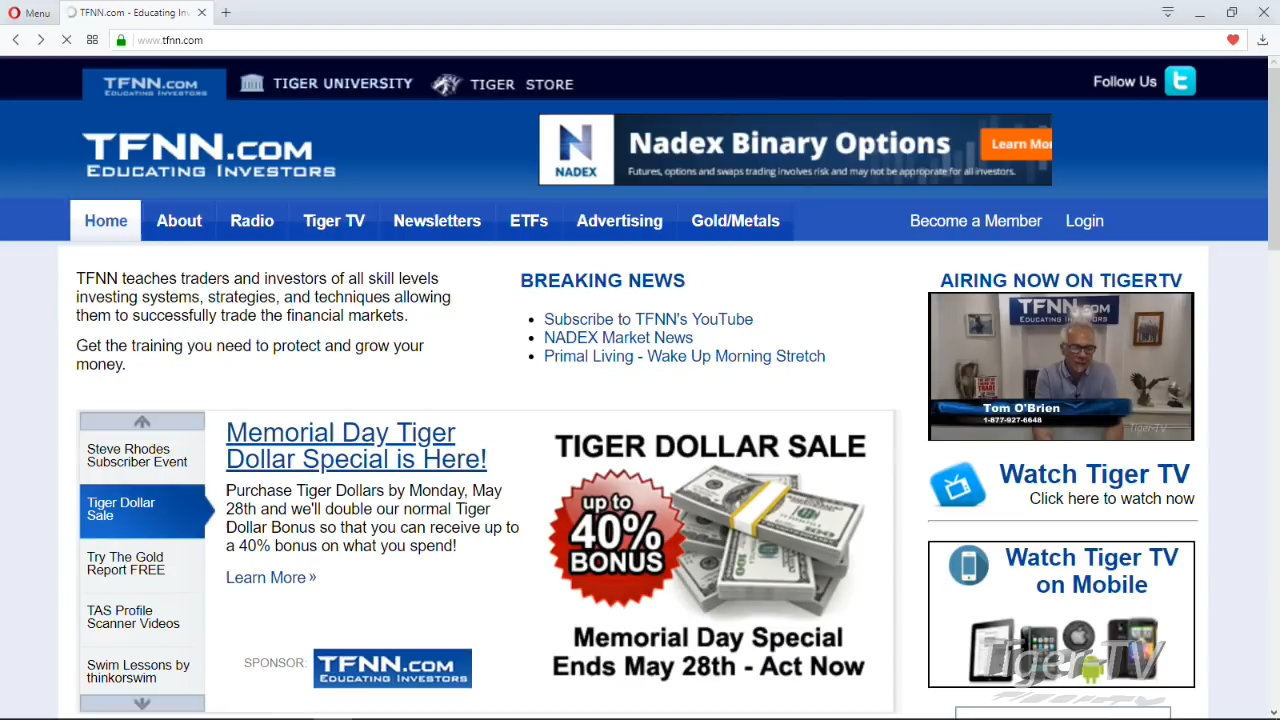 Menu
TFNN.com - Educating Inv
www.tfnn.com
TFNN.COM
EDUCATING INVESTORS
TIGER UNIVERSITY
TIGER STORE
Follow Us
TFNN.COM
EDUCATING INVESTORS
NADEX
Nadex Binary Options
Learn Mo
Futures, options and swaps trading involves risk and may not be appropriate for all investors.
Home
About
Radio
Tiger TV
Newsletters
ETFs
Advertising
Gold/Metals
Become a Member
Login
TFNN teaches traders and investors of all skill levels
investing systems, strategies, and techniques allowing
them to successfully trade the financial markets.
Get the training you need to protect and grow your
money.
BREAKING NEWS
Subscribe to TFNN's YouTube
NADEX Market News
Primal Living - Wake Up Morning Stretch
AIRING NOW ON TIGERTV
TFNN.COM
EDUCATING INVESTORS
Tom O'Brien
1-877-927-6648
Tiger-TV
Watch Tiger TV
Click here to watch now
Watch Tiger TV
on Mobile
Tiger-TV
Steve Rhodes
Subscriber Event
Tiger Dollar
Sale
Try The Gold
Report FREE
TAS Profile
Scanner Videos
Swim Lessons by
thinkorswim
Memorial Day Tiger
Dollar Special is Here!
Purchase Tiger Dollars by Monday, May
28th and we'll double our normal Tiger
Dollar Bonus so that you can receive up to
a 40% bonus on what you spend!
Learn More »
SPONSOR:
TFNN.COM
EDUCATING INVESTORS
TIGER DOLLAR SALE
up to
40%
BONUS
100
Memorial Day Special
Ends May 28th - Act Now